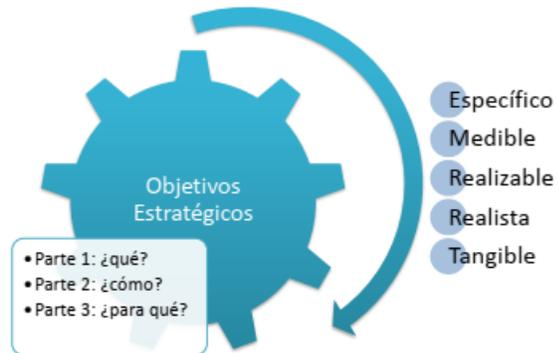 Objetivos
Estratégicos
• Parte 1: ¿qué?
• Parte 2: ¿cómo?
• Parte 3: ¿para qué?
Específico
Medible
Realizable
Realista
Tangible